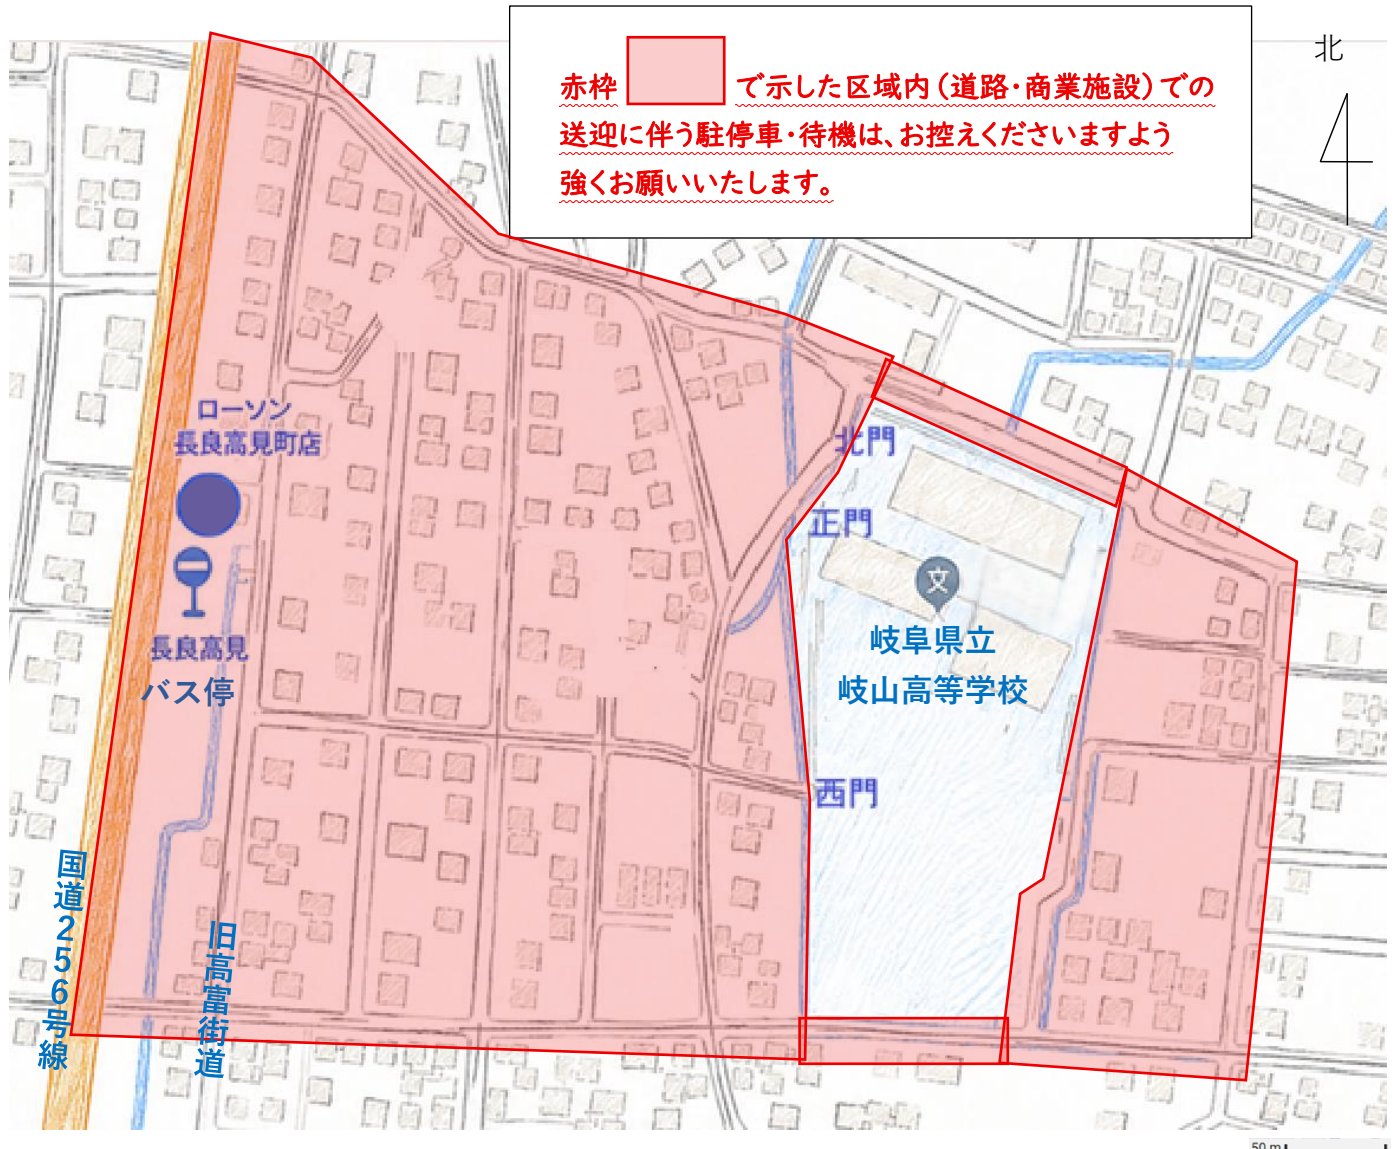 赤枠 で示した区域内(道路・商業施設)での
送迎に伴う駐停車・待機は、お控えくださいますよう
強くお願いいたします。
北
ローソン
長良高見町店
長良高見
バス停
北門
正門
文
岐阜県立
岐山高等学校
西門
国道256号線
旧高富街道
50 m